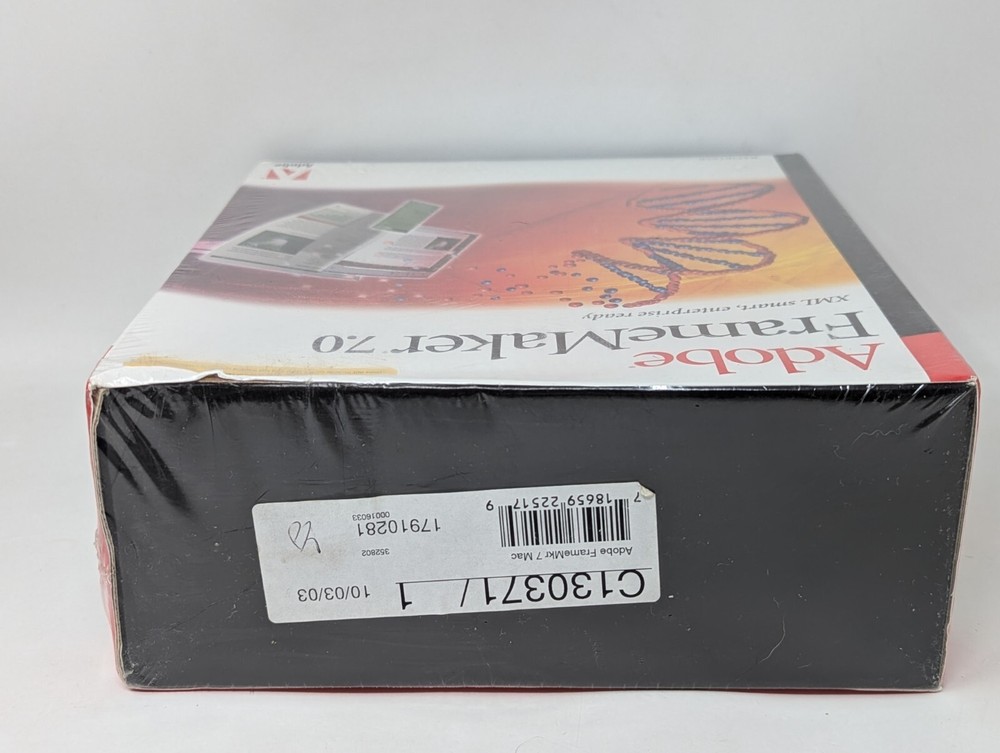 Adobe
FrameMaker 7.0
XML smart, enterprise ready
Adobe
C130371/ 1 10/03/03
Adobe FrameMkr 7 Mac
352802
17910281
00016033
7 18659 22517 9